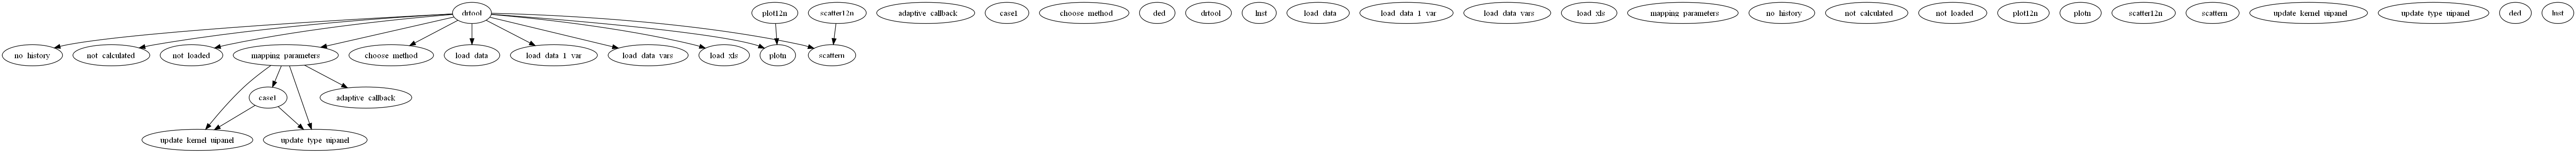 drtool
plot12n
scatter12n
adaptive callback
case1
choose method
ded
drtool
lnst
load data
load data 1 var
load data vars
load xls
mapping parameters
no history
not calculated
not loaded
plot12n
plotn
scatter12n
scattern
update kernel uipanel
update type uipanel
ded
lnst
no history
not calculated
not loaded
mapping parameters
choose method
load data
load data 1 var
load data vars
load xls
plotn
scattern
case1
adaptive callback
update kernel uipanel
update type uipanel